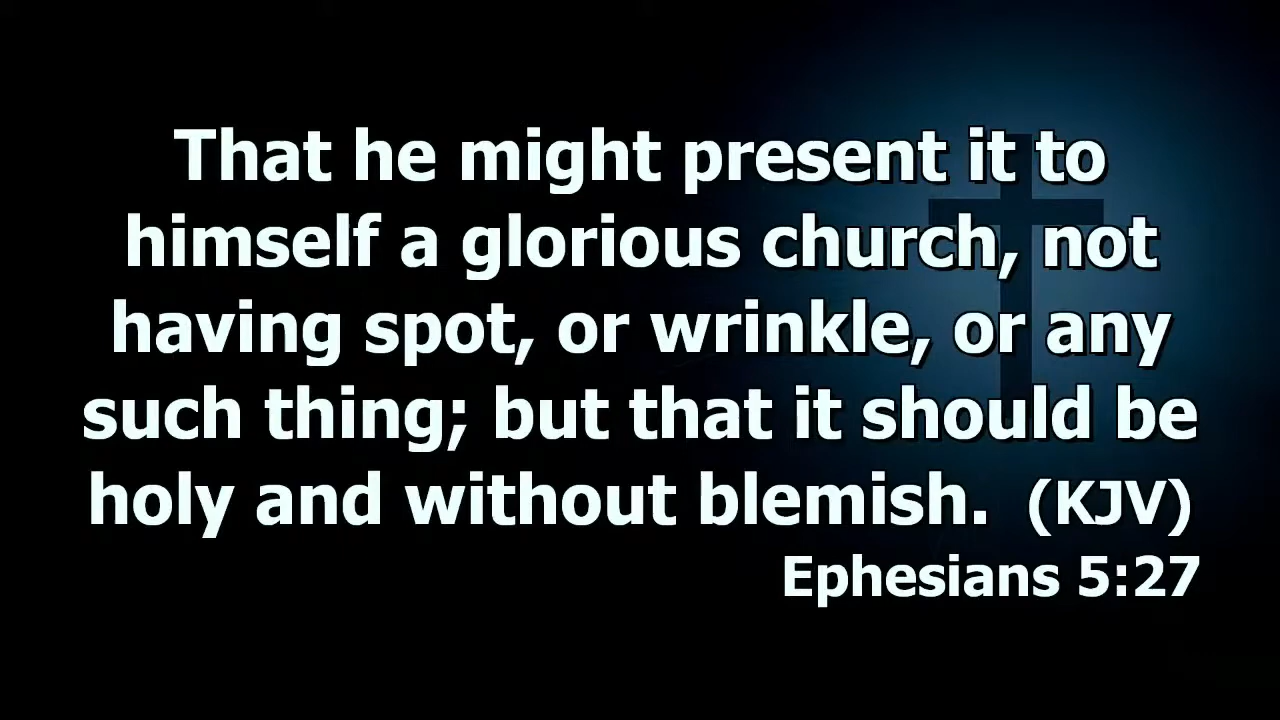 That he might present it to
himself a glorious church, not
having spot, or wrinkle, or any
such thing; but that it should be
holy and without blemish. (KJV)
Ephesians 5:27